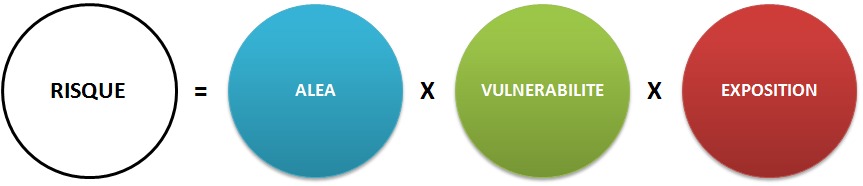 RISQUE = ALEA X VULNERABILITE X EXPOSITION